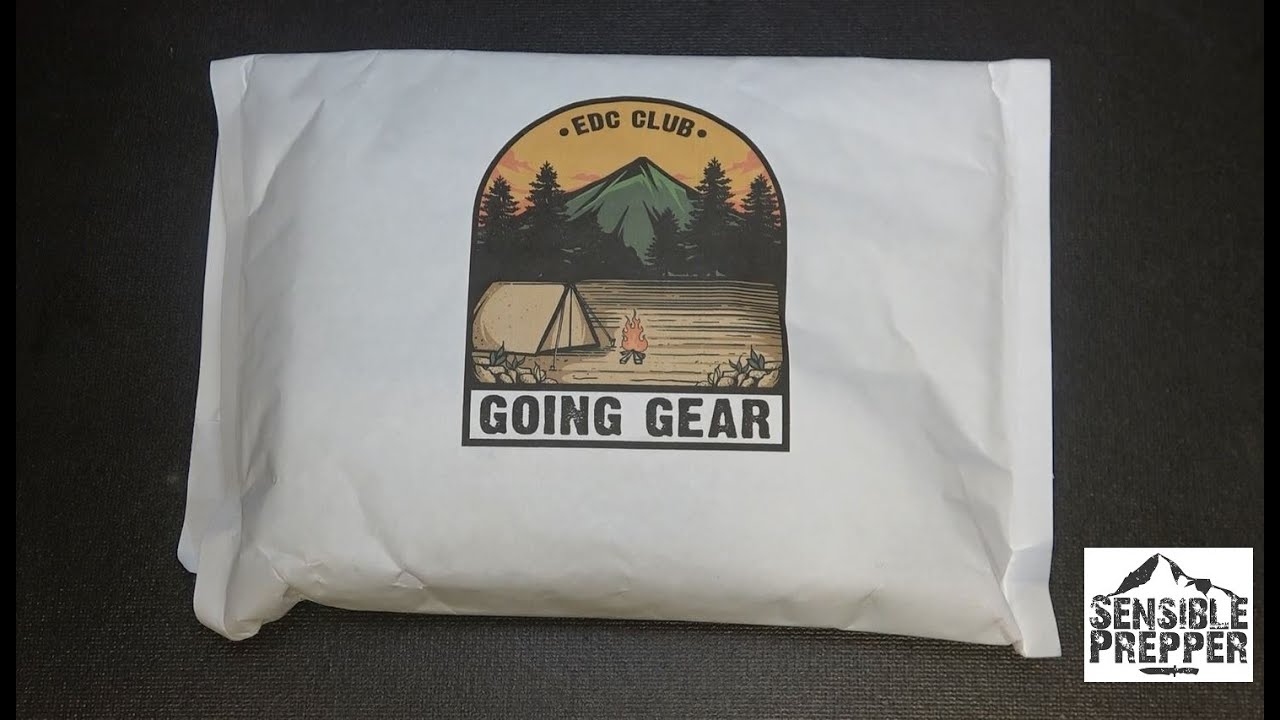 • EDC CLUB •
GOING GEAR
SENSIBLE
PREPPER